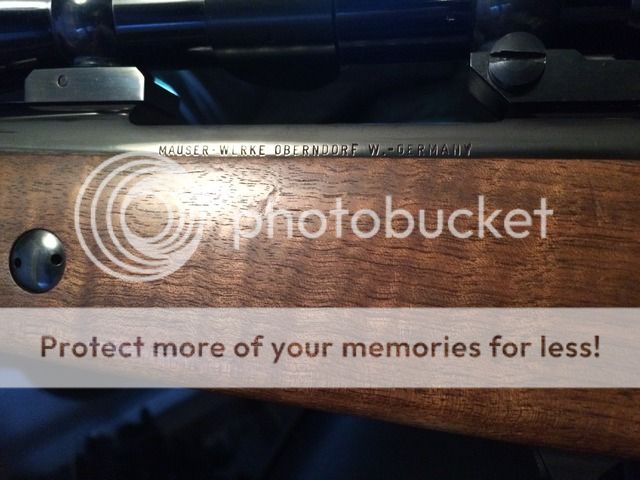 MAUSER-WERKE OBERNDORF W.-GERMANY
photobucket
Protect more of your memories for less!